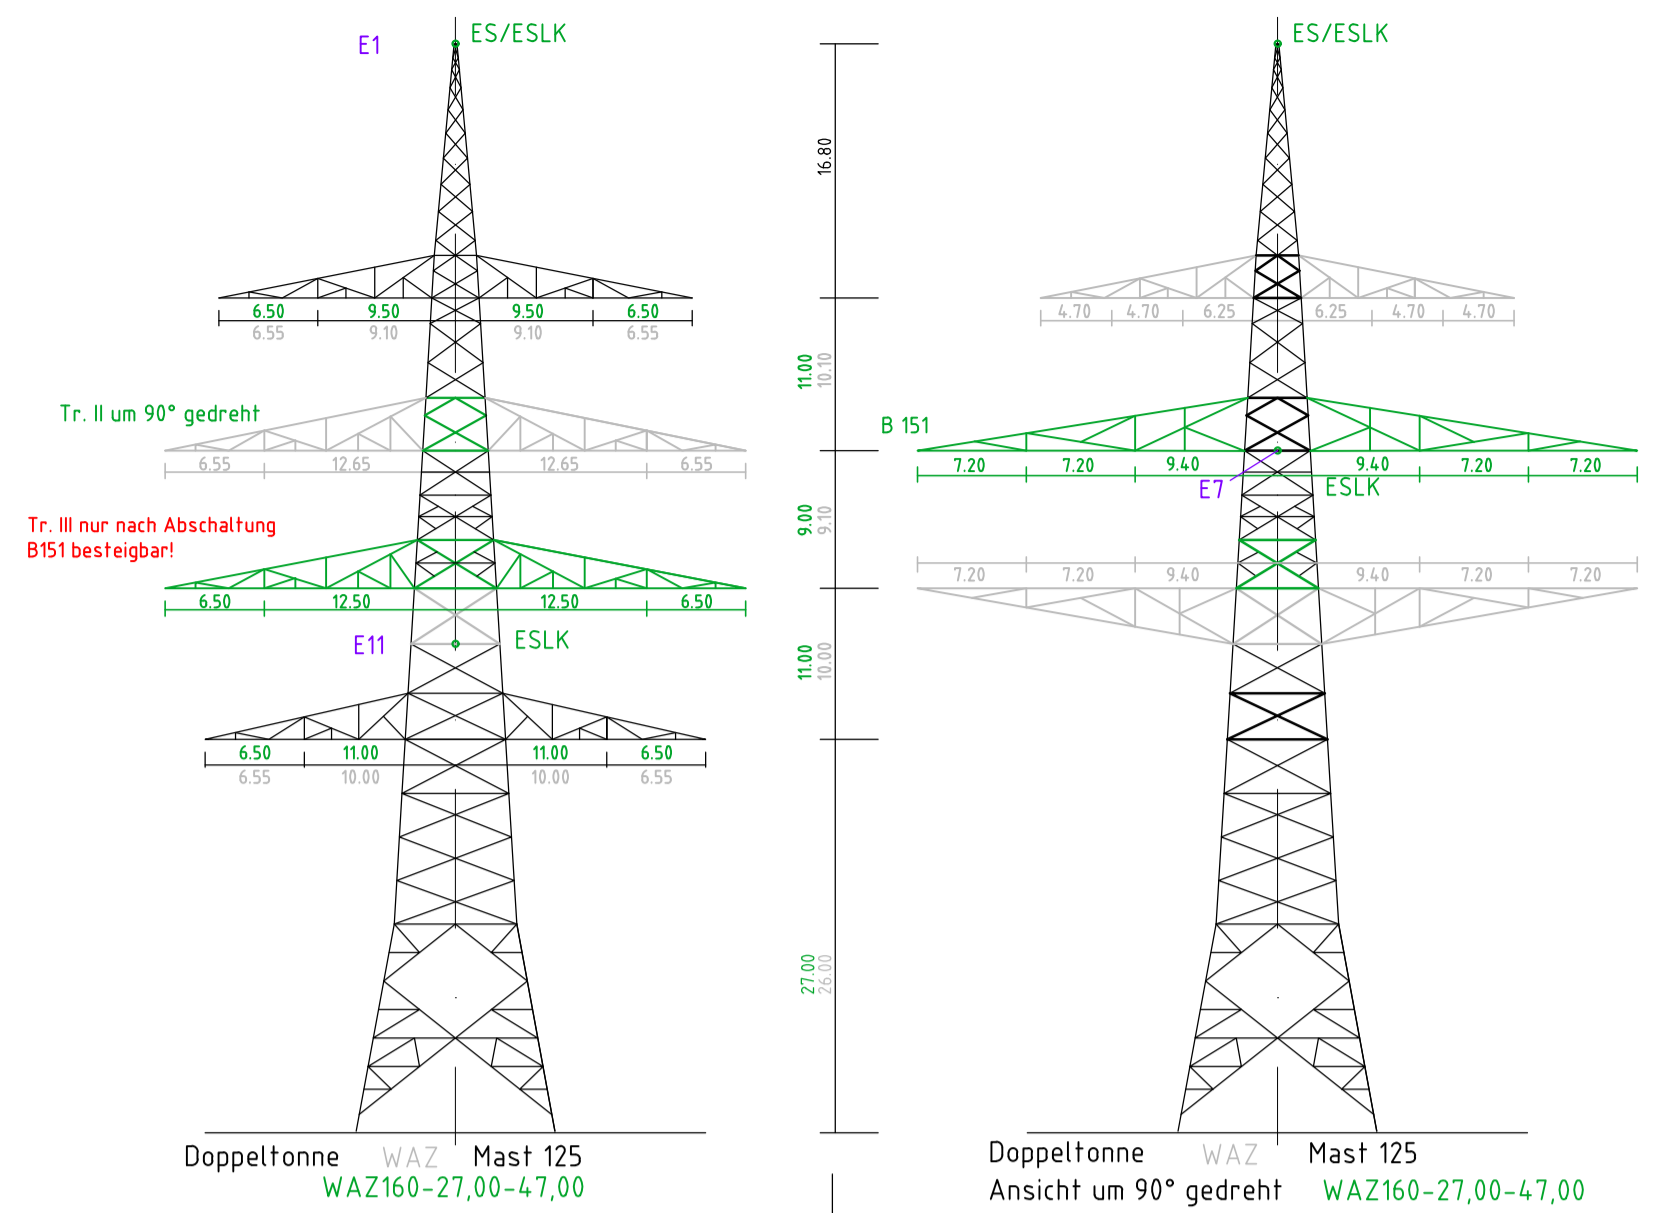 E1
ES/ESLK
ES/ESLK
16.80
6.50 9.50 9.50 6.50
6.55 9.10 9.10 6.55
4.70 4.70 6.25 6.25 4.70 4.70
11.00 10.10
Tr. II um 90° gedreht
B 151
6.55 12.65 12.65 6.55
7.20 7.20 9.40 9.40 7.20 7.20
E7
ESLK
Tr. III nur nach Abschaltung
B151 besteigbar!
9.00 9.10
7.20 7.20 9.40 9.40 7.20 7.20
6.50 12.50 12.50 6.50
E11
ESLK
11.00 10.00
6.50 11.00 11.00 6.50
6.55 10.00 10.00 6.55
27.00 26.00
Doppeltonne WAZ Mast 125
WAZ160-27,00-47,00
Doppeltonne WAZ Mast 125
Ansicht um 90° gedreht WAZ160-27,00-47,00